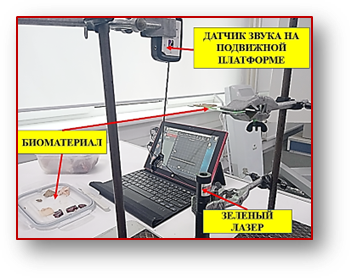 ДАТЧИК ЗВУКА НА
ПОДВИЖНОЙ
ПЛАТФОРМЕ
БИОМАТЕРИАЛ
ЗЕЛЕНЫЙ
ЛАЗЕР